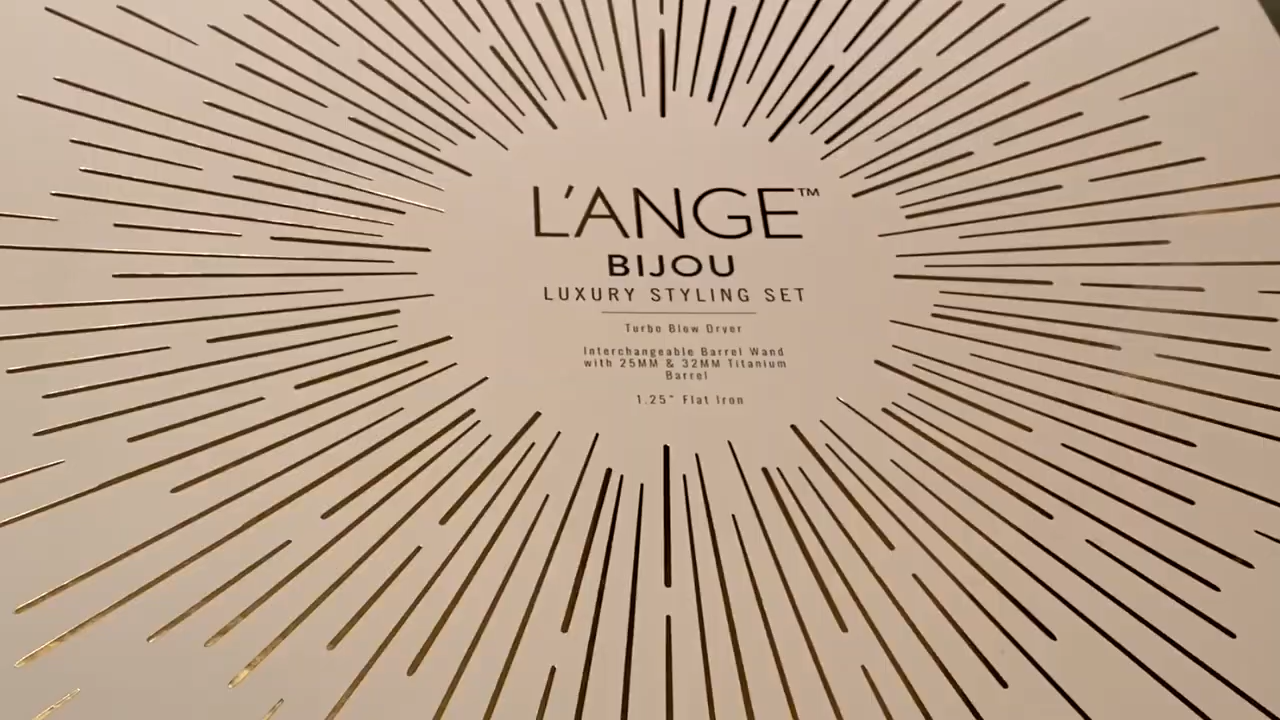 L'ANGE™
BIJOU
LUXURY STYLING SET
Turbo Blow Dryer
Interchangeable Barrel Wand
with 25MM & 32MM Titanium
Barrel
1.25" Flat Iron